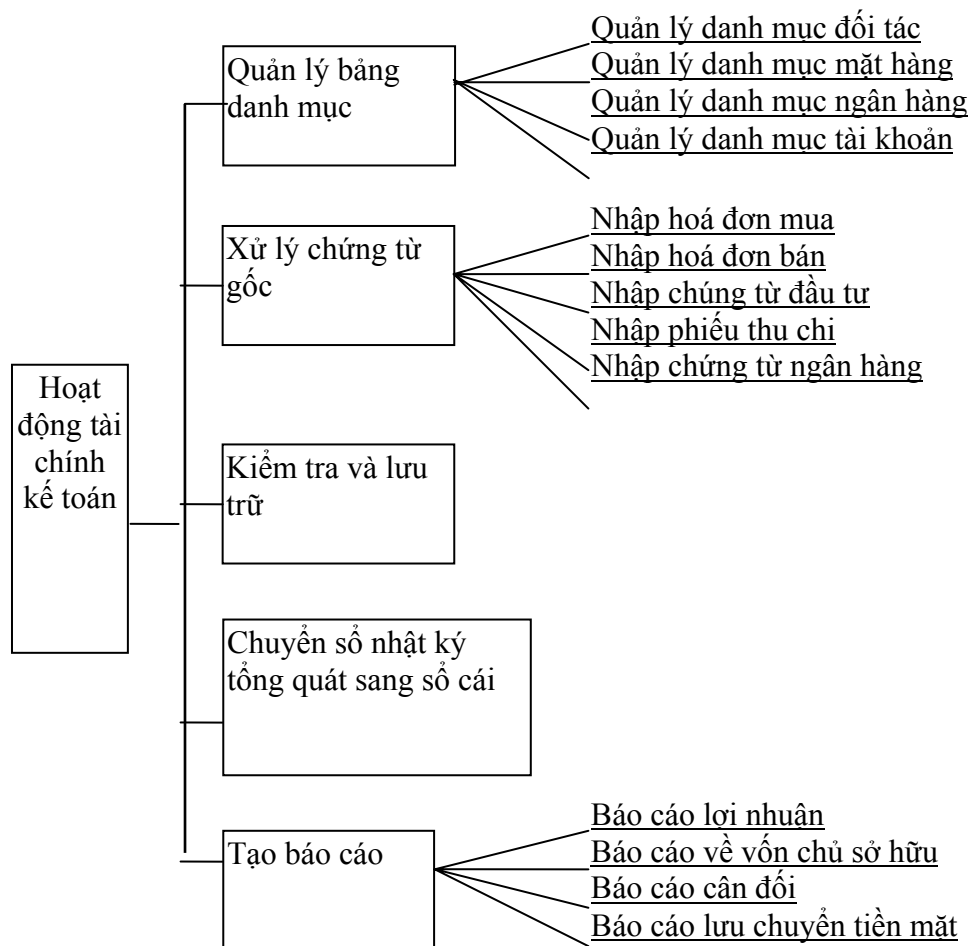 Quản lý bảng
danh mục
Quản lý danh mục đối tác
Quản lý danh mục mặt hàng
Quản lý danh mục ngân hàng
Quản lý danh mục tài khoản
Xử lý chứng từ
gốc
Nhập hoá đơn mua
Nhập hoá đơn bán
Nhập chúng từ đầu tư
Nhập phiếu thu chi
Nhập chứng từ ngân hàng
Hoạt
động tài
chính
kế toán
Kiểm tra và lưu
trữ
Chuyển sổ nhật ký
tổng quát sang sổ cái
Tạo báo cáo
Báo cáo lợi nhuận
Báo cáo về vốn chủ sở hữu
Báo cáo cân đối
Báo cáo lưu chuyển tiền mặt